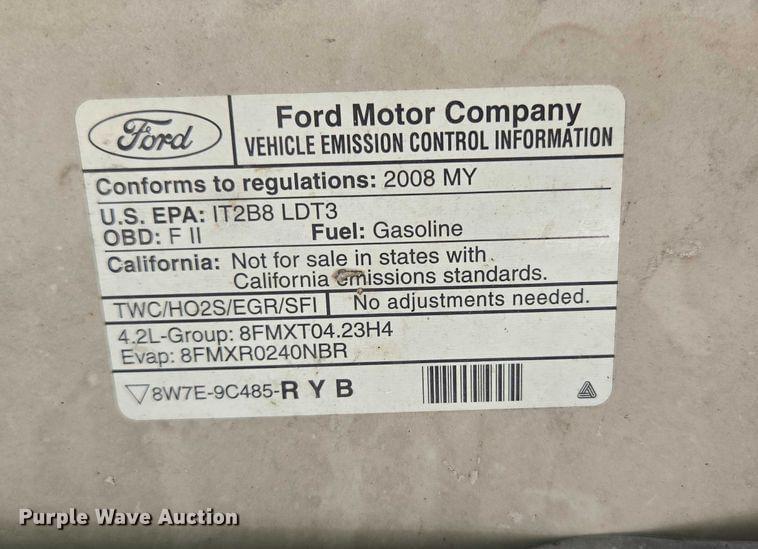 Ford
Ford Motor Company
VEHICLE EMISSION CONTROL INFORMATION
Conforms to regulations: 2008 MY
U.S. EPA: IT2B8 LDT3
OBD: F II Fuel: Gasoline
California: Not for sale in states with
California emissions standards.
TWC/HO2S/EGR/SFI No adjustments needed.
4.2L-Group: 8FMXT04.23H4
Evap: 8FMXR0240NBR
8W7E-9C485-R Y B
Purple Wave Auction